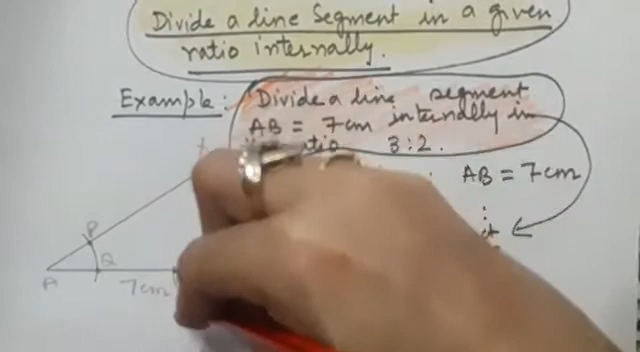 Divide a line Segment in a given
ratio internally.
Example: Divide a line segment
AB = 7cm internally in
ratio 3:2.
AB = 7cm
P
Q
A
7cm